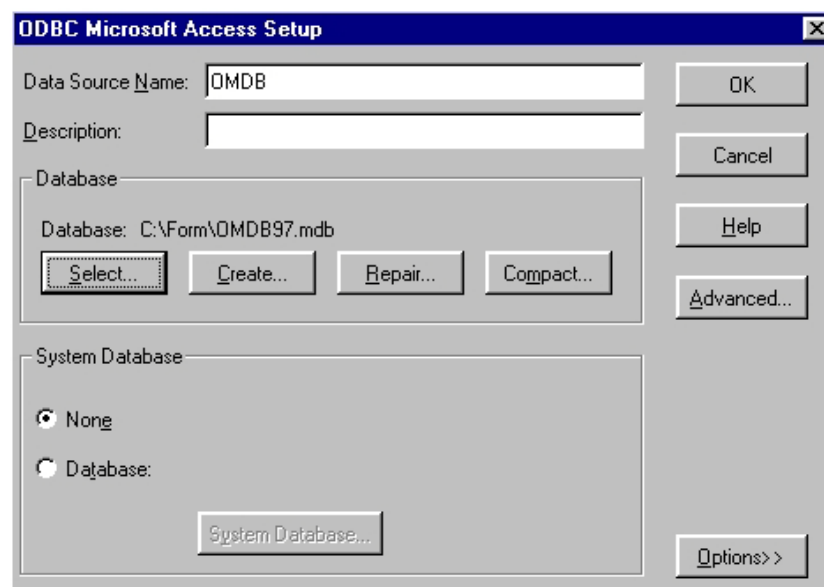 ODBC Microsoft Access Setup
Data Source Name: OMDB
OK
Description:
Cancel
Database
Database: C:\Form\OMDB97.mdb
Help
Select... Create... Repair... Compact...
Advanced...
System Database
None
Database:
System Database...
Options>>